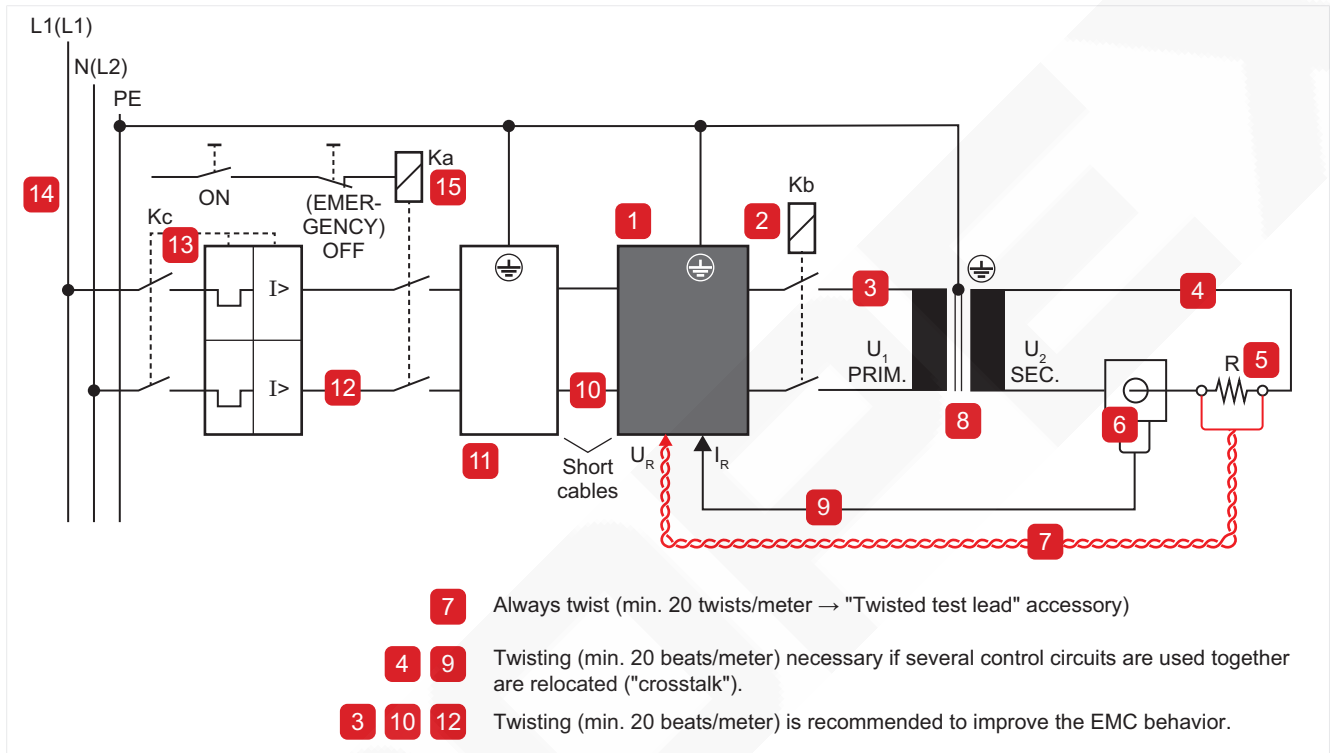 L1(L1)
N(L2)
PE
14
ON
(EMER-
GENCY)
OFF
Ka
15
Kc
13
I>
I>
12
11
10
Short
cables
1
2
Kb
3
U1
PRIM.
8
U2
SEC.
4
R
5
6
UR
IR
9
7
7 Always twist (min. 20 twists/meter → "Twisted test lead" accessory)
4 9 Twisting (min. 20 beats/meter) necessary if several control circuits are used together
are relocated ("crosstalk").
3 10 12 Twisting (min. 20 beats/meter) is recommended to improve the EMC behavior.